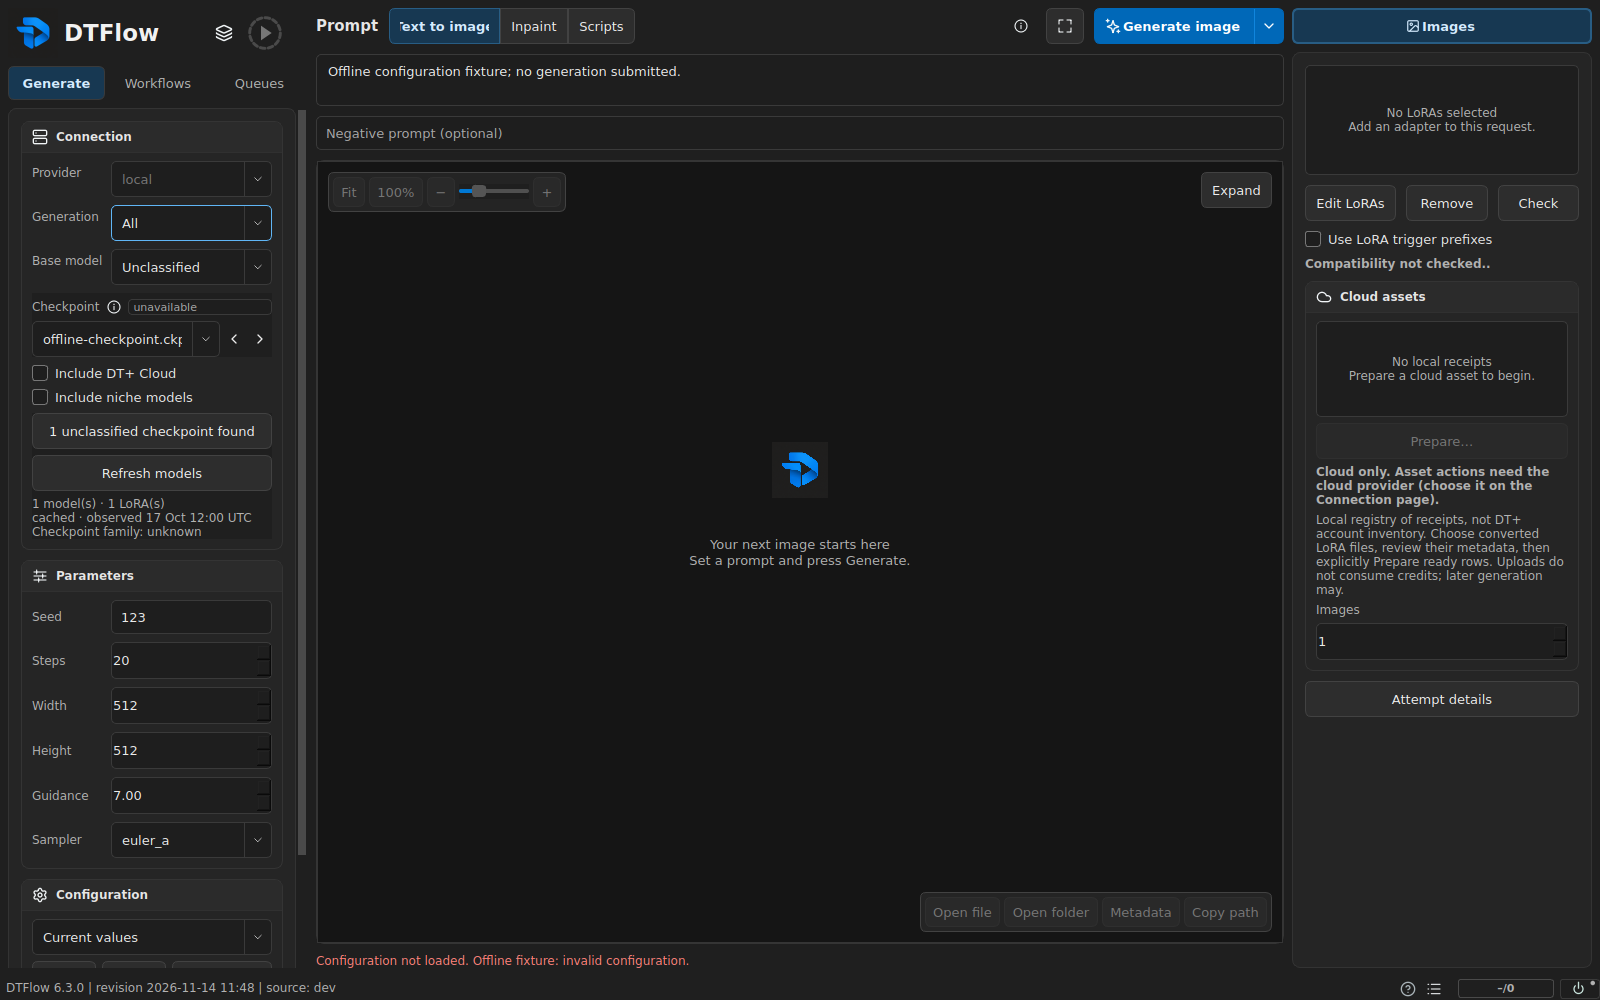 DTFlow
Generate
Workflows
Queues
Connection
Provider
local
Generation
All
Base model
Unclassified
Checkpoint
unavailable
offline-checkpoint.ckp
Include DT+ Cloud
Include niche models
1 unclassified checkpoint found
Refresh models
1 model(s) · 1 LoRA(s)
cached · observed 17 Oct 12:00 UTC
Checkpoint family: unknown
Parameters
Seed
123
Steps
20
Width
512
Height
512
Guidance
7.00
Sampler
euler_a
Configuration
Current values
Prompt
Text to image
Inpaint
Scripts
Generate image
Offline configuration fixture; no generation submitted.
Negative prompt (optional)
Fit
100%
−
+
Expand
Your next image starts here
Set a prompt and press Generate.
Open file
Open folder
Metadata
Copy path
Configuration not loaded. Offline fixture: invalid configuration.
Images
No LoRAs selected
Add an adapter to this request.
Edit LoRAs
Remove
Check
Use LoRA trigger prefixes
Compatibility not checked..
Cloud assets
No local receipts
Prepare a cloud asset to begin.
Prepare...
Cloud only. Asset actions need the
cloud provider (choose it on the
Connection page).
Local registry of receipts, not DT+
account inventory. Choose converted
LoRA files, review their metadata, then
explicitly Prepare ready rows. Uploads do
not consume credits; later generation
may.
Images
1
Attempt details
DTFlow 6.3.0 | revision 2026-11-14 11:48 | source: dev
-/0